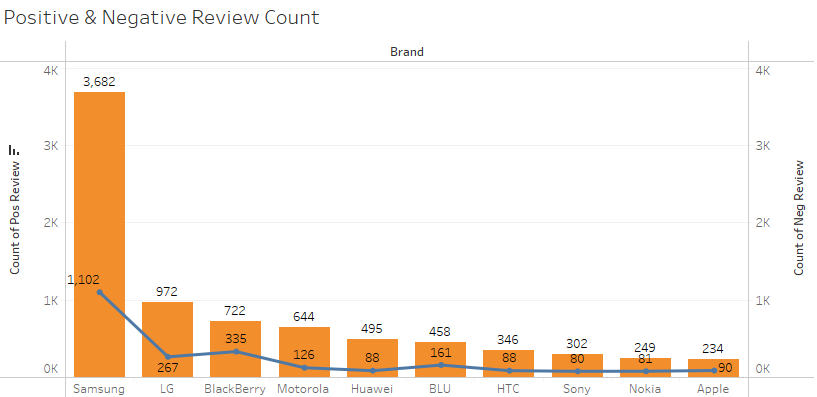 Positive & Negative Review Count
Brand
4K
3K
2K
1K
0K
Count of Pos Review
3,682
972
722
644
495
458
346
302
249
234
1,102
267
335
126
88
161
88
80
81
90
Samsung LG BlackBerry Motorola Huawei BLU HTC Sony Nokia Apple
4K
3K
2K
1K
0K
Count of Neg Review